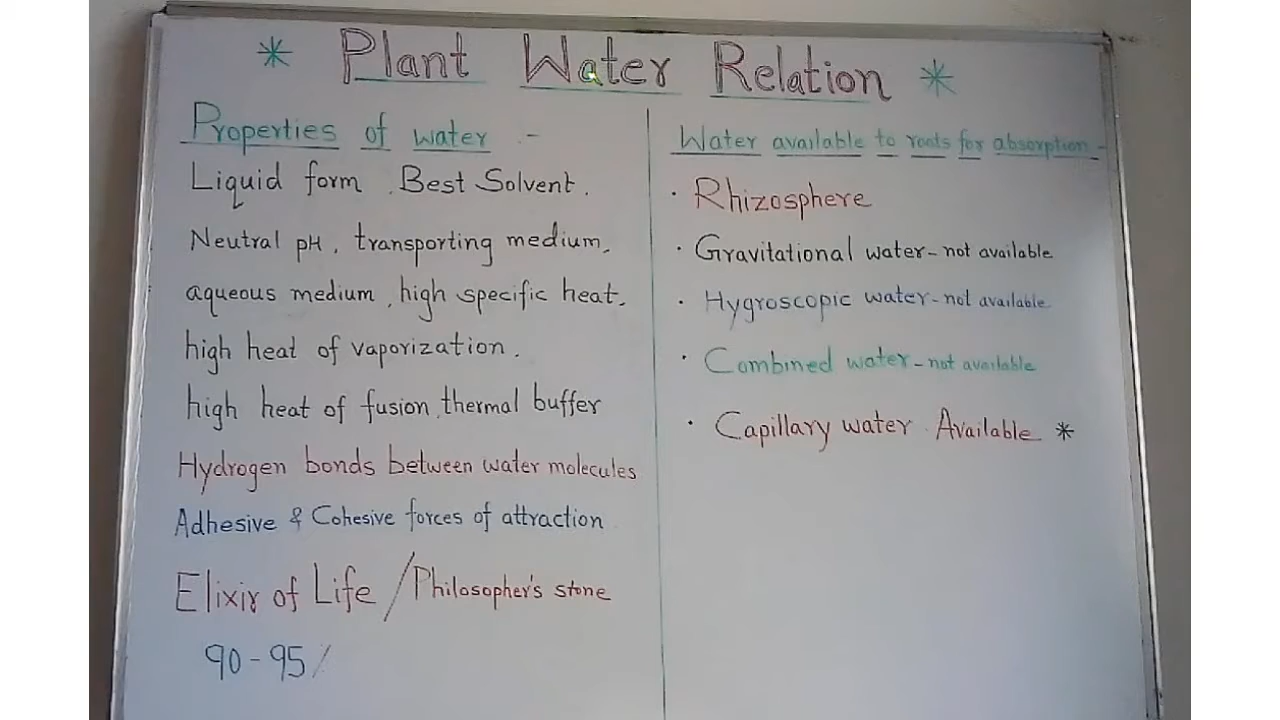 * Plant Water Relation *
Properties of water :-
Liquid form . Best Solvent .
Neutral pH , transporting medium,
aqueous medium , high specific heat,
high heat of vaporization .
high heat of fusion, thermal buffer
Hydrogen bonds between water molecules
Adhesive & Cohesive forces of attraction
Elixir of Life / Philosopher's stone
90 - 95 %
Water available to roots for absorption -
· Rhizosphere
· Gravitational water - not available
· Hygroscopic water - not available
· Combined water - not available
· Capillary water . Available *